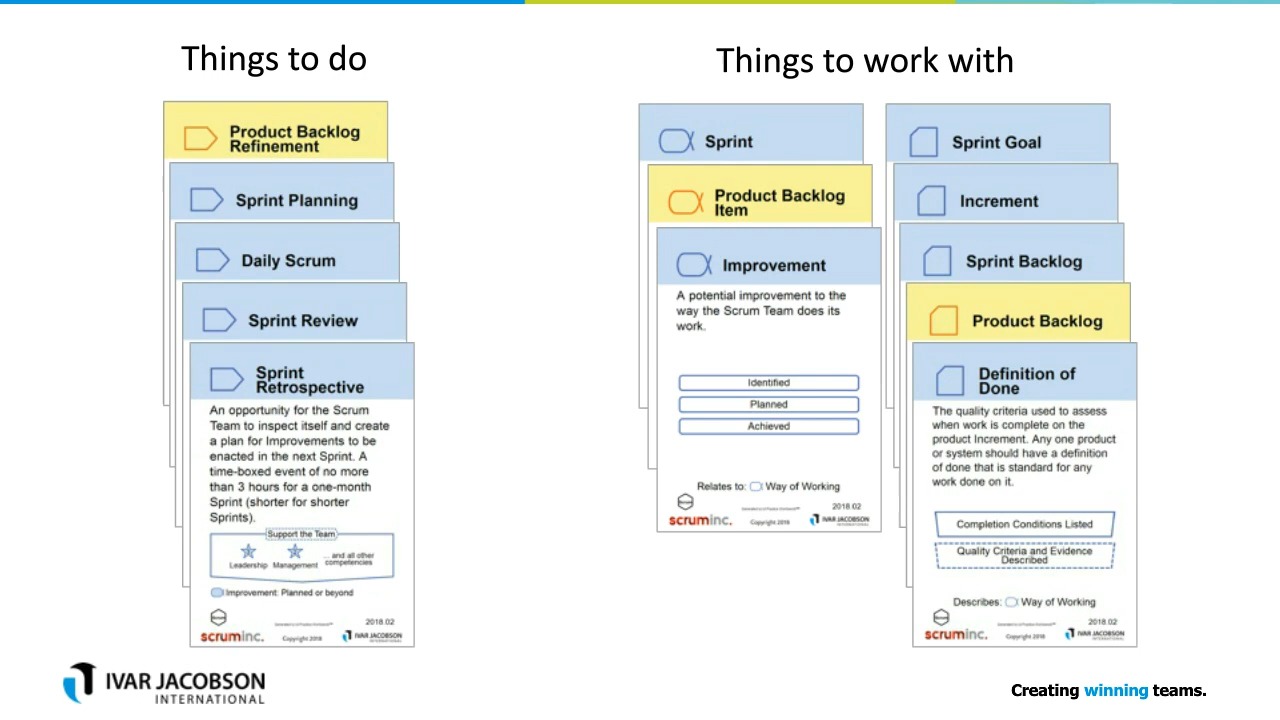 Things to do
Product Backlog
Refinement
Sprint Planning
Daily Scrum
Sprint Review
Sprint
Retrospective
An opportunity for the Scrum
Team to inspect itself and create
a plan for Improvements to be
enacted in the next Sprint. A
time-boxed event of no more
than 3 hours for a one-month
Sprint (shorter for shorter
Sprints).
Support the Team
Leadership
Management
... and all other
competencies
Improvement: Planned or beyond
2018.02
scruminc.
Copyright 2018
IVAR JACOBSON
INTERNATIONAL
Things to work with
Sprint
Product Backlog
Item
Improvement
A potential improvement to the
way the Scrum Team does its
work.
Identified
Planned
Achieved
Relates to: Way of Working
2018.02
scruminc.
Copyright 2018
IVAR JACOBSON
INTERNATIONAL
Sprint Goal
Increment
Sprint Backlog
Product Backlog
Definition of
Done
The quality criteria used to assess
when work is complete on the
product Increment. Any one product
or system should have a definition
of done that is standard for any
work done on it.
Completion Conditions Listed
Quality Criteria and Evidence
Described
Describes: Way of Working
2018.02
scruminc.
Copyright 2018
IVAR JACOBSON
INTERNATIONAL
IVAR JACOBSON
INTERNATIONAL
Creating winning teams.